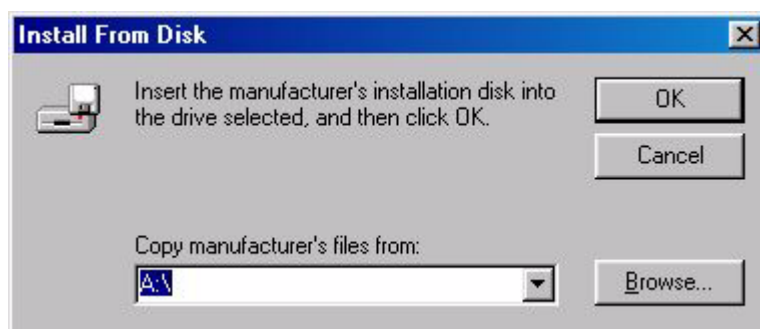 Install From Disk
Insert the manufacturer's installation disk into
the drive selected, and then click OK.
OK
Cancel
Copy manufacturer's files from:
A:\
Browse...